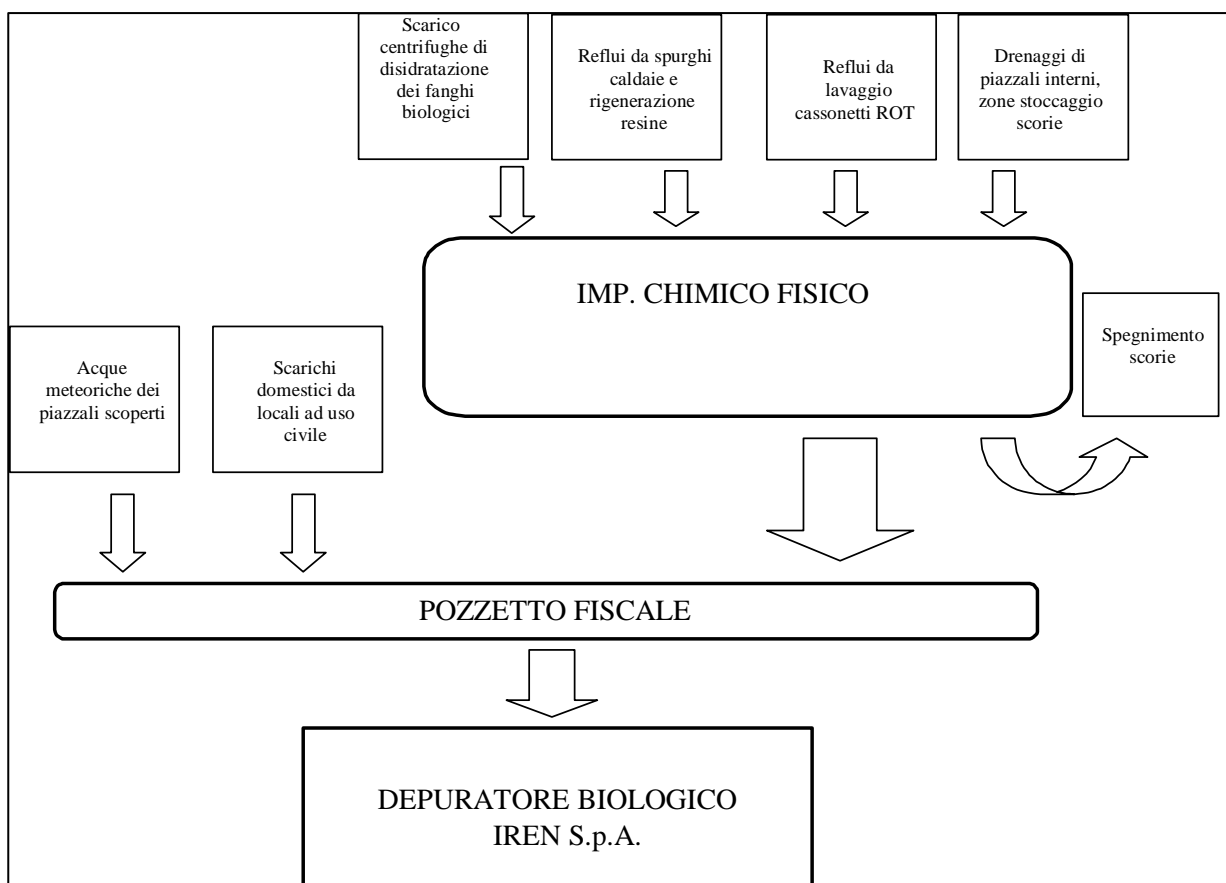 Scarico
centrifughe di
disidratazione
dei fanghi
biologici
Reflui da spurghi
caldaie e
rigenerazione
resine
Reflui da
lavaggio
cassonetti ROT
Drenaggi di
piazzali interni,
zone stoccaggio
scorie
IMP. CHIMICO FISICO
Spegnimento
scorie
Acque
meteoriche dei
piazzali scoperti
Scarichi
domestici da
locali ad uso
civile
POZZETTO FISCALE
DEPURATORE BIOLOGICO
IREN S.p.A.